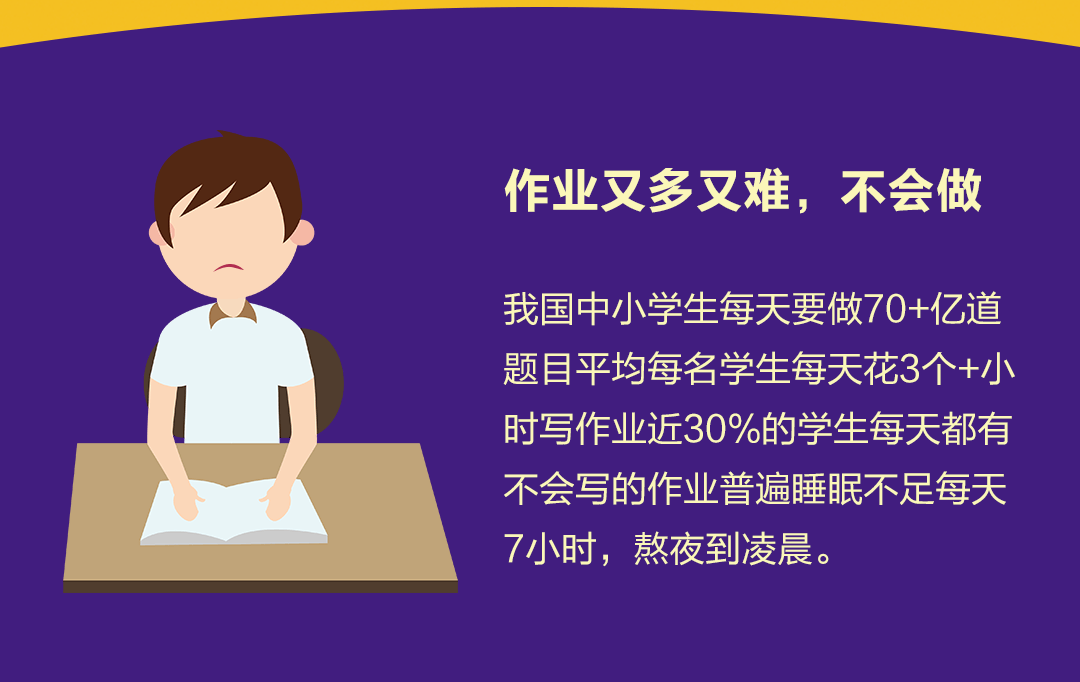 作业又多又难，不会做
我国中小学生每天要做70+亿道
题目平均每名学生每天花3个+小
时写作业近30%的学生每天都有
不会写的作业普遍睡眠不足每天
7小时，熬夜到凌晨。